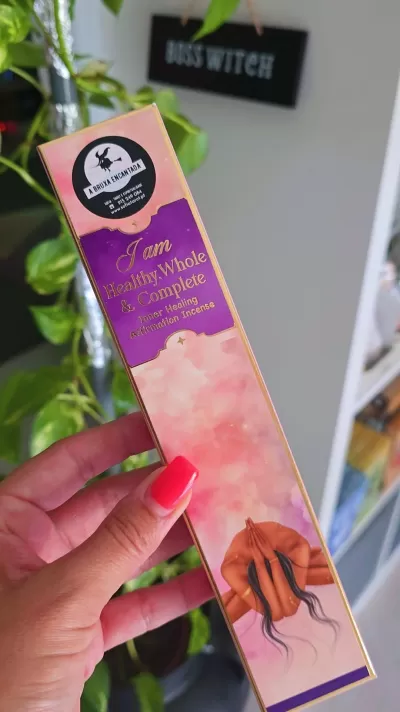 BOSS WITCH
A BRUXA ENCANTADA
I am
Healthy, Whole
& Complete
Inner Healing
Affirmation Incense